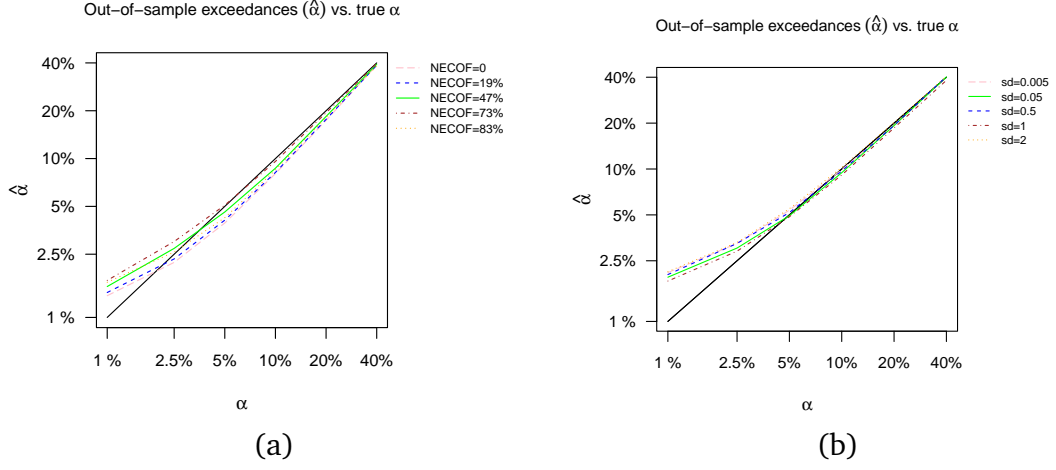 Out−of−sample exceedances (α̂) vs. true α
40%
20%
10%
5%
2.5%
1 %
α̂
1 %
2.5%
5%
10%
20%
40%
α
NECOF=0
NECOF=19%
NECOF=47%
NECOF=73%
NECOF=83%
(a)
Out−of−sample exceedances (α̂) vs. true α
40%
20%
10%
5%
2.5%
1 %
α̂
1 %
2.5%
5%
10%
20%
40%
α
sd=0.005
sd=0.05
sd=0.5
sd=1
sd=2
(b)